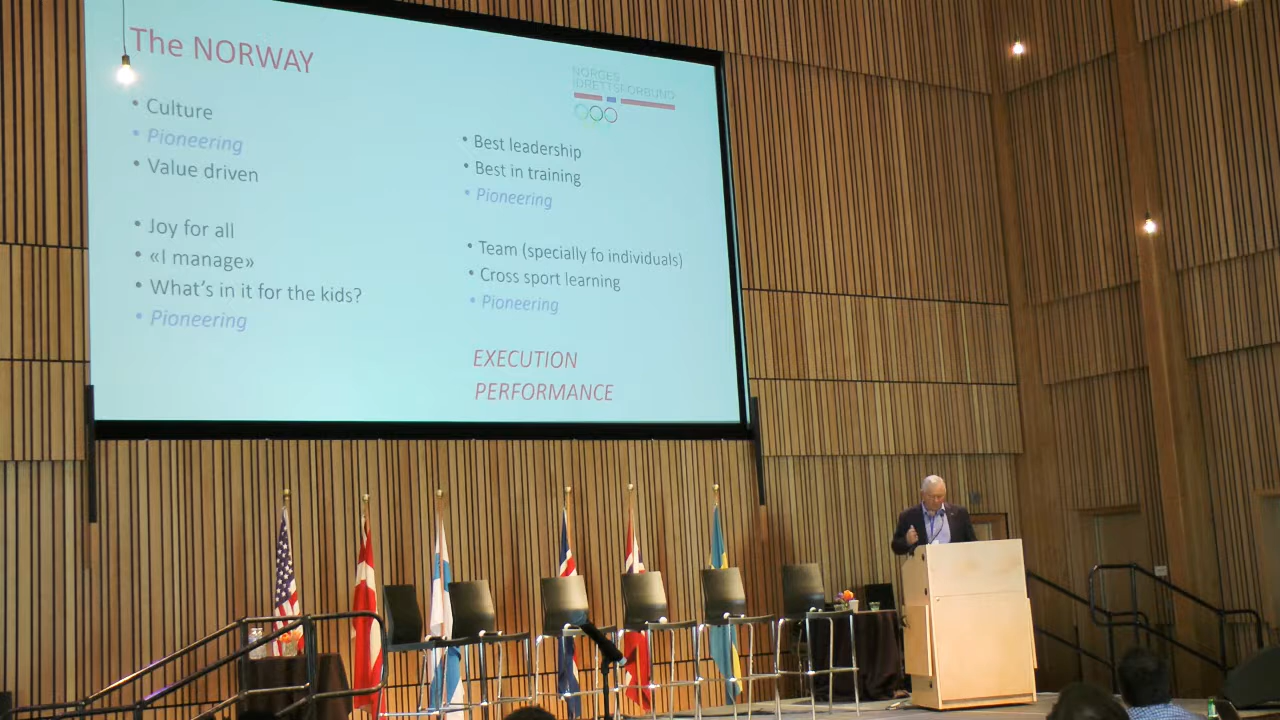 The NORWAY
• Culture
• Pioneering
• Value driven
• Joy for all
• «I manage»
• What's in it for the kids?
• Pioneering
NORGES
IDRETTSFORBUND
• Best leadership
• Best in training
• Pioneering
• Team (specially fo individuals)
• Cross sport learning
• Pioneering
EXECUTION
PERFORMANCE